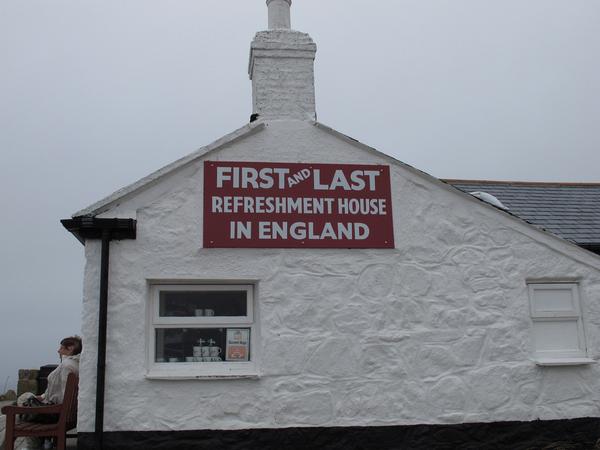 FIRST AND LAST
REFRESHMENT HOUSE
IN ENGLAND